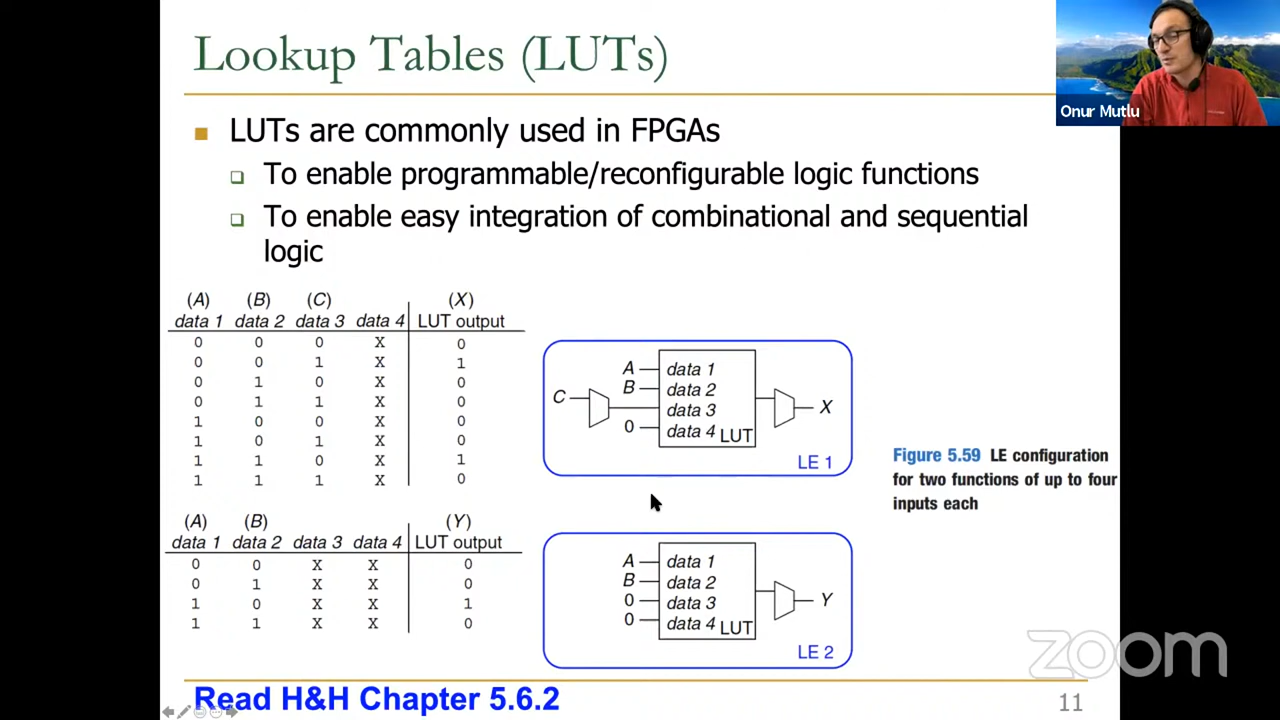 Lookup Tables (LUTs)
Onur Mutlu
LUTs are commonly used in FPGAs
To enable programmable/reconfigurable logic functions
To enable easy integration of combinational and sequential
logic
(A) (B) (C) (X)
data 1 data 2 data 3 data 4 LUT output
0 0 0 X 0
0 0 1 X 1
0 1 0 X 0
0 1 1 X 0
1 0 0 X 0
1 0 1 X 0
1 1 0 X 1
1 1 1 X 0
A data 1
B data 2
C data 3 X
0 data 4 LUT
LE 1
Figure 5.59 LE configuration
for two functions of up to four
inputs each
(A) (B) (Y)
data 1 data 2 data 3 data 4 LUT output
0 0 X X 0
0 1 X X 0
1 0 X X 1
1 1 X X 0
A data 1
B data 2
0 data 3 Y
0 data 4 LUT
LE 2
zoom
Read H&H Chapter 5.6.2
11